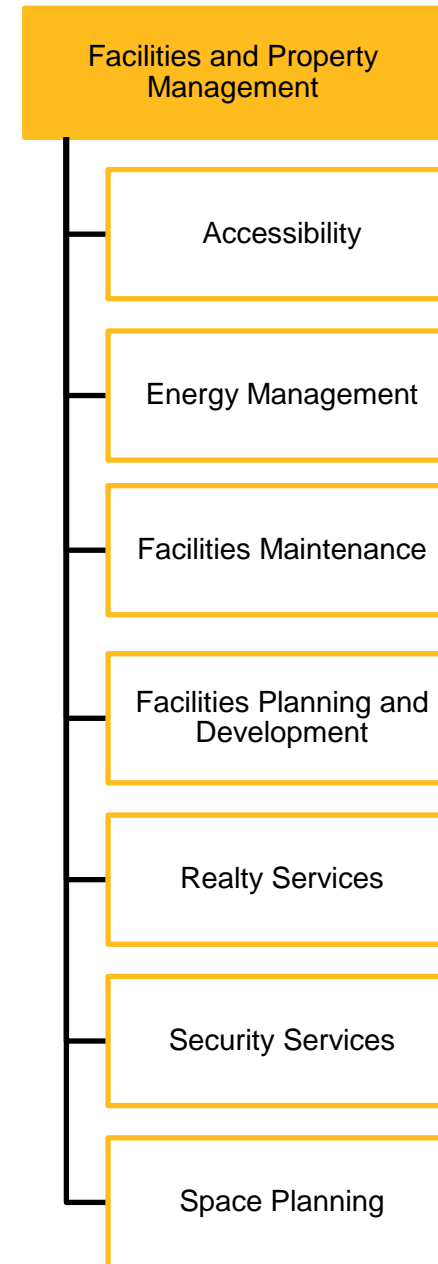 Facilities and Property
Management
Accessibility
Energy Management
Facilities Maintenance
Facilities Planning and
Development
Realty Services
Security Services
Space Planning